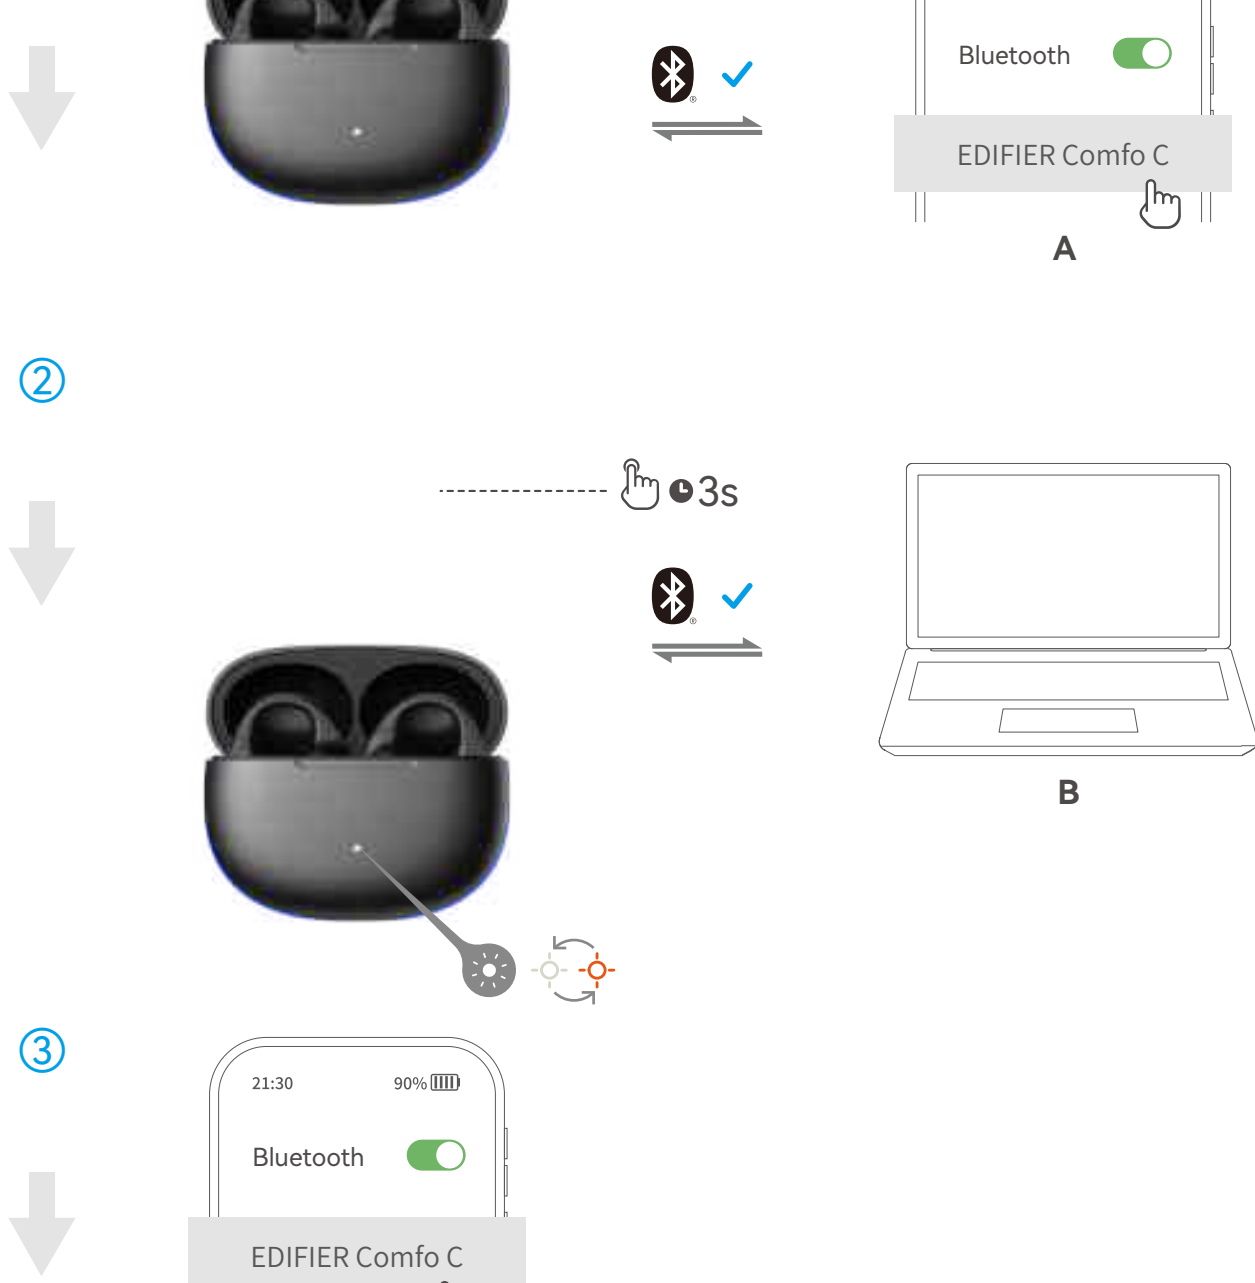 Bluetooth
EDIFIER Comfo C
A
②
3s
B
③
21:30 90%
Bluetooth
EDIFIER Comfo C